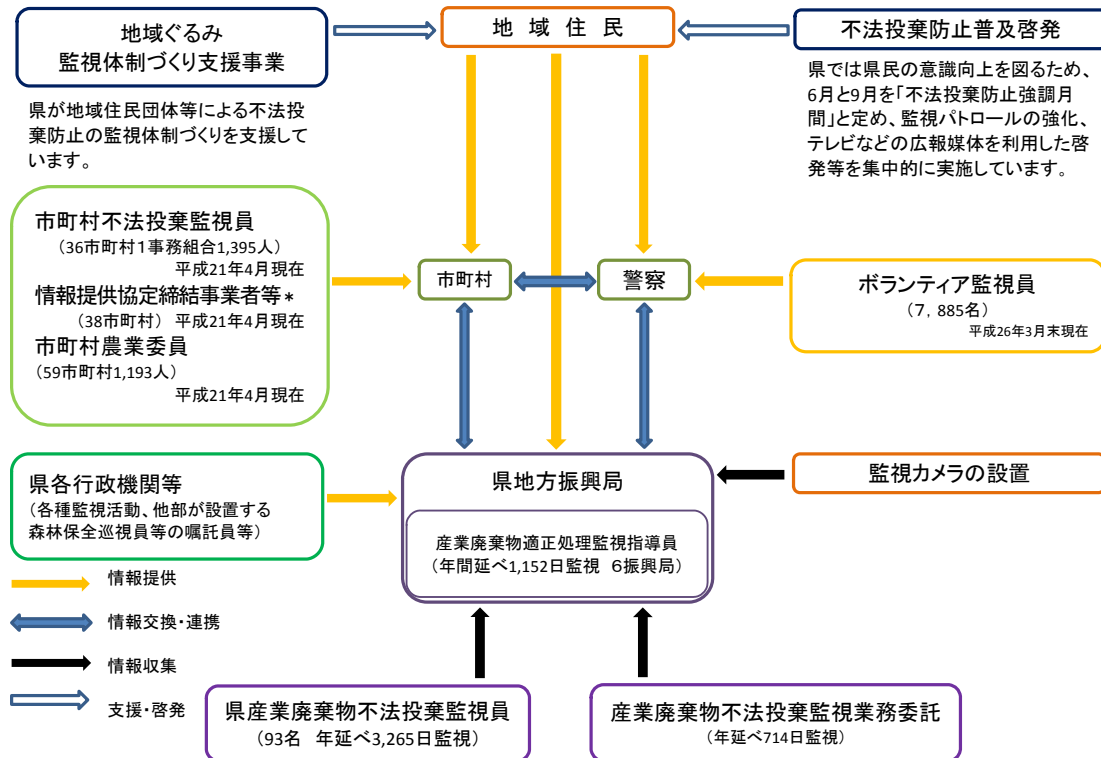 地域ぐるみ
監視体制づくり支援事業
地 域 住 民
不法投棄防止普及啓発
県が地域住民団体等による不法投
棄防止の監視体制づくりを支援して
います。
県では県民の意識向上を図るため、
6月と9月を「不法投棄防止強調月
間」と定め、監視パトロールの強化、
テレビなどの広報媒体を利用した啓
発等を集中的に実施しています。
市町村不法投棄監視員
(36市町村1事務組合1,395人)
平成21年4月現在
情報提供協定締結事業者等*
(38市町村) 平成21年4月現在
市町村農業委員
(59市町村1,193人)
平成21年4月現在
市町村
警察
ボランティア監視員
(7,885名)
平成26年3月末現在
県各行政機関等
(各種監視活動、他部が設置する
森林保全巡視員等の嘱託員等)
県地方振興局
産業廃棄物適正処理監視指導員
(年間延べ1,152日監視 6振興局)
監視カメラの設置
情報提供
情報交換・連携
情報収集
支援・啓発
県産業廃棄物不法投棄監視員
(93名 年延べ3,265日監視)
産業廃棄物不法投棄監視業務委託
(年延べ714日監視)